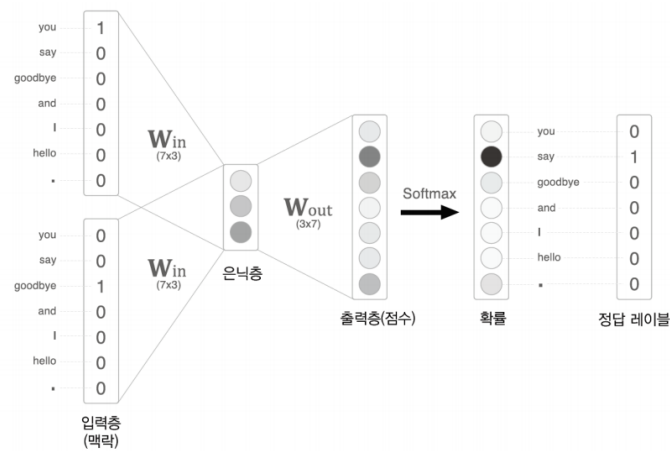 you 1
say 0
goodbye 0
and 0
I 0
hello 0
. 0
Win
(7x3)
you 0
say 0
goodbye 1
and 0
I 0
hello 0
. 0
Win
(7x3)
입력층
(맥락)
은닉층
Wout
(3x7)
출력층(점수)
Softmax
확률
you 0
say 1
goodbye 0
and 0
I 0
hello 0
. 0
정답 레이블